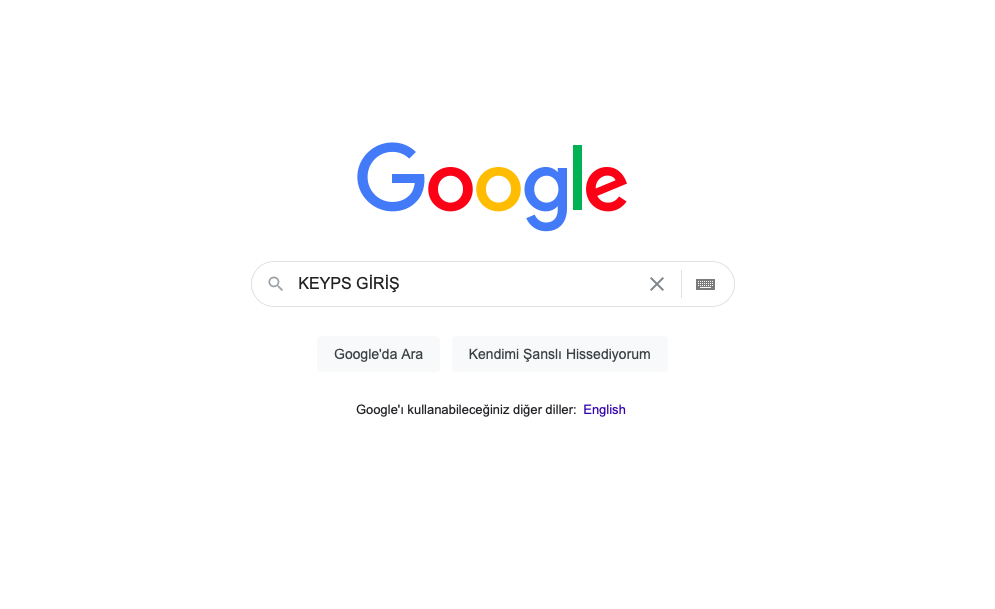 Google
KEYPS GİRİŞ
Google'da Ara
Kendimi Şanslı Hissediyorum
Google'ı kullanabileceğiniz diğer diller: English